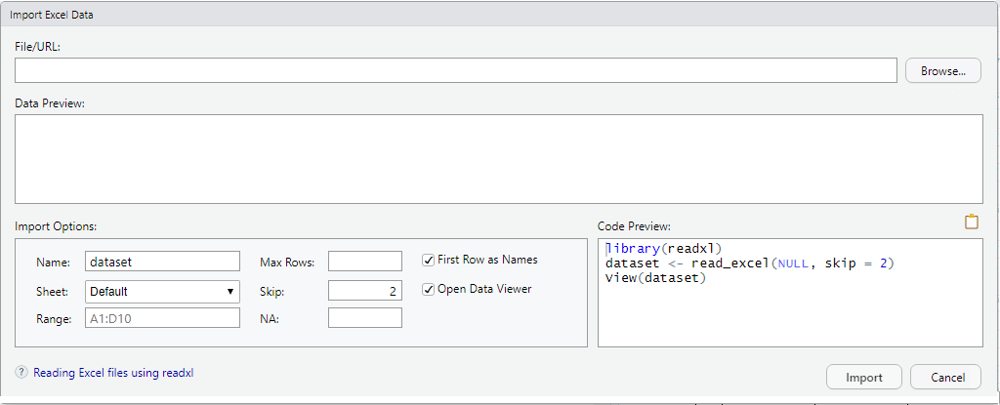 Import Excel Data
File/URL:
Browse...
Data Preview:
Import Options:
Name: dataset
Max Rows:
First Row as Names
Sheet: Default
Skip: 2
Open Data Viewer
Range: A1:D10
NA:
Code Preview:
library(readxl)
dataset <- read_excel(NULL, skip = 2)
View(dataset)
? Reading Excel files using readxl
Import
Cancel